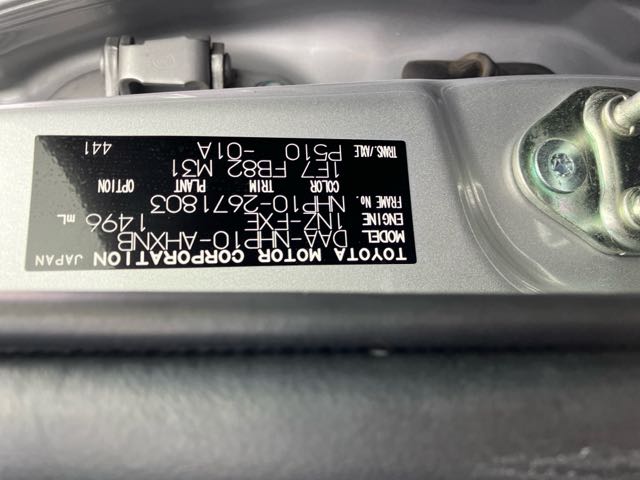 TOYOTA MOTOR CORPORATION JAPAN
MODEL DAA-NHP10-AHXNB
ENGINE 1NZ-FXE 1496 mL
FRAME No. NHP10-2671803
COLOR TRIM PLANT OPTION
1F7 FB82 M31
TRANS./AXLE P510 -01A
441